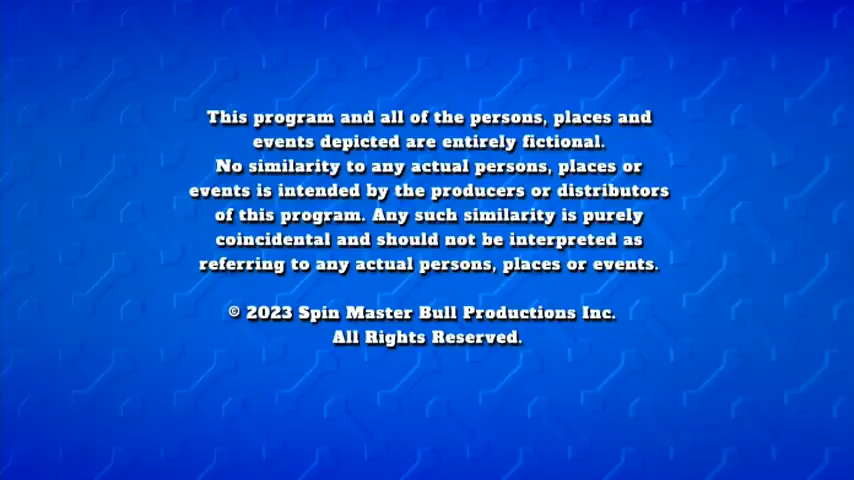 This program and all of the persons, places and
events depicted are entirely fictional.
No similarity to any actual persons, places or
events is intended by the producers or distributors
of this program. Any such similarity is purely
coincidental and should not be interpreted as
referring to any actual persons, places or events.
© 2023 Spin Master Bull Productions Inc.
All Rights Reserved.